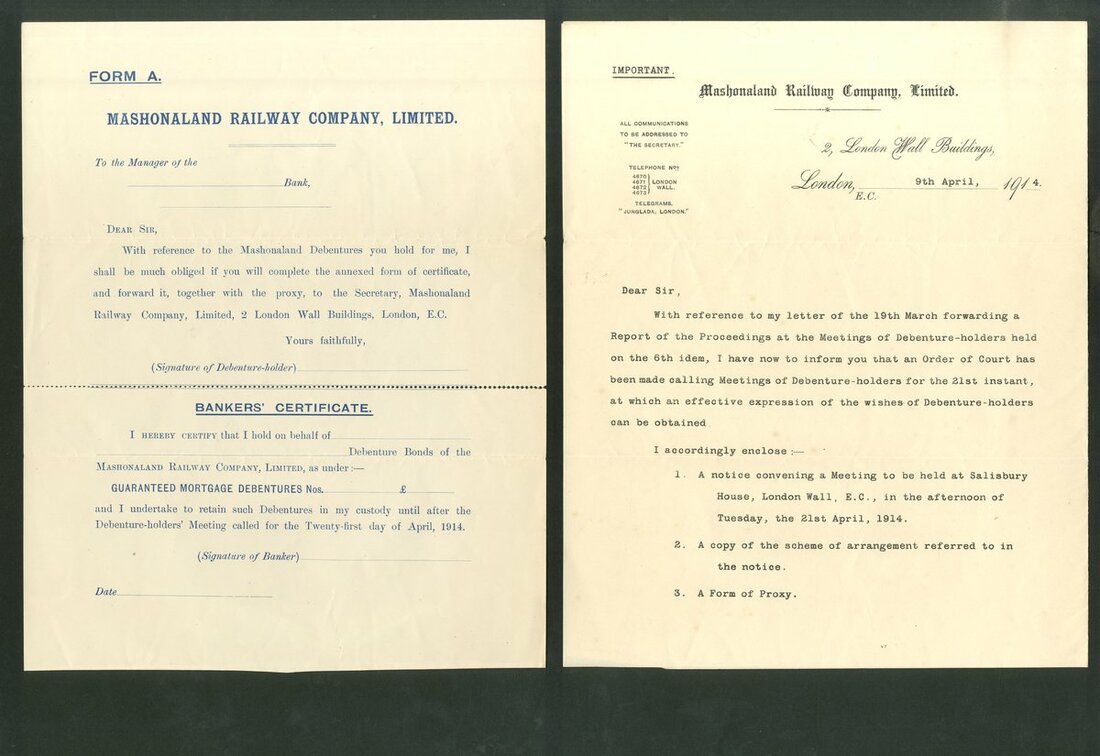 FORM A.
MASHONALAND RAILWAY COMPANY, LIMITED.
To the Manager of the
Bank,
DEAR SIR,
With reference to the Mashonaland Debentures you hold for me, I
shall be much obliged if you will complete the annexed form of certificate,
and forward it, together with the proxy, to the Secretary, Mashonaland
Railway Company, Limited, 2 London Wall Buildings, London, E.C.
Yours faithfully,
(Signature of Debenture-holder)
BANKERS' CERTIFICATE.
I HEREBY CERTIFY that I hold on behalf of
Debenture Bonds of the
MASHONALAND RAILWAY COMPANY, LIMITED, as under:—
GUARANTEED MORTGAGE DEBENTURES Nos. £
and I undertake to retain such Debentures in my custody until after the
Debenture-holders' Meeting called for the Twenty-first day of April, 1914.
(Signature of Banker)
Date
IMPORTANT.
Mashonaland Railway Company, Limited.
ALL COMMUNICATIONS
TO BE ADDRESSED TO
"THE SECRETARY."
TELEPHONE Nos
4670
4671 LONDON
4672 WALL.
4673
TELEGRAMS.
"JUNGLADA, LONDON."
2, London Wall Buildings,
London, 9th April, 1914.
E.C.
Dear Sir,
With reference to my letter of the 19th March forwarding a
Report of the Proceedings at the Meetings of Debenture-holders held
on the 6th idem, I have now to inform you that an Order of Court has
been made calling Meetings of Debenture-holders for the 21st instant,
at which an effective expression of the wishes of Debenture-holders
can be obtained
I accordingly enclose :—
1. A notice convening a Meeting to be held at Salisbury
House, London Wall, E.C., in the afternoon of
Tuesday, the 21st April, 1914.
2. A copy of the scheme of arrangement referred to in
the notice.
3. A Form of Proxy.